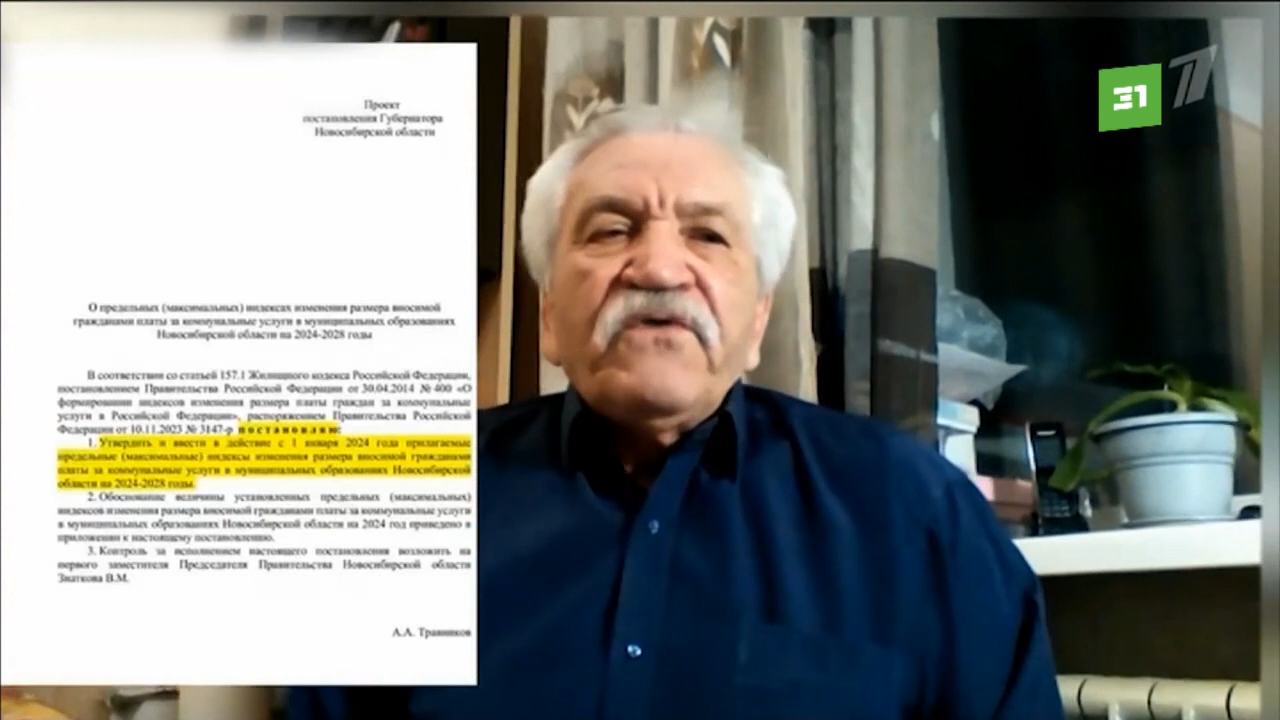 Проект
постановления Губернатора
Новосибирской области
О предельных (максимальных) индексах изменения размера вносимой
гражданами платы за коммунальные услуги в муниципальных образованиях
Новосибирской области на 2024-2028 годы
В соответствии со статьей 157.1 Жилищного кодекса Российской Федерации,
постановлением Правительства Российской Федерации от 30.04.2014 № 400 «О
формировании индексов изменения размера платы граждан за коммунальные
услуги в Российской Федерации», распоряжением Правительства Российской
Федерации от 10.11.2023 № 3147-р постановляю:
1. Утвердить и ввести в действие с 1 января 2024 года прилагаемые
предельные (максимальные) индексы изменения размера вносимой гражданами
платы за коммунальные услуги в муниципальных образованиях Новосибирской
области на 2024-2028 годы.
2. Обоснование величины установленных предельных (максимальных)
индексов изменения размера вносимой гражданами платы за коммунальные услуги
в муниципальных образованиях Новосибирской области на 2024 год приведено в
приложении к настоящему постановлению.
3. Контроль за исполнением настоящего постановления возложить на
первого заместителя Председателя Правительства Новосибирской области
Знаткова В.М.
А.А. Травников
31